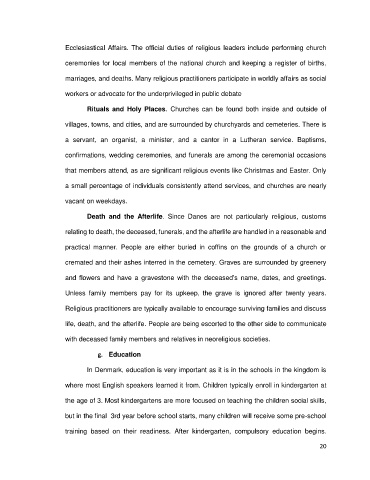 Ecclesiastical Affairs. The official duties of religious leaders include performing church
ceremonies for local members of the national church and keeping a register of births,
marriages, and deaths. Many religious practitioners participate in worldly affairs as social
workers or advocate for the underprivileged in public debate
Rituals and Holy Places. Churches can be found both inside and outside of
villages, towns, and cities, and are surrounded by churchyards and cemeteries. There is
a servant, an organist, a minister, and a cantor in a Lutheran service. Baptisms,
confirmations, wedding ceremonies, and funerals are among the ceremonial occasions
that members attend, as are significant religious events like Christmas and Easter. Only
a small percentage of individuals consistently attend services, and churches are nearly
vacant on weekdays.
Death and the Afterlife. Since Danes are not particularly religious, customs
relating to death, the deceased, funerals, and the afterlife are handled in a reasonable and
practical manner. People are either buried in coffins on the grounds of a church or
cremated and their ashes interred in the cemetery. Graves are surrounded by greenery
and flowers and have a gravestone with the deceased's name, dates, and greetings.
Unless family members pay for its upkeep, the grave is ignored after twenty years.
Religious practitioners are typically available to encourage surviving families and discuss
life, death, and the afterlife. People are being escorted to the other side to communicate
with deceased family members and relatives in neoreligious societies.
g. Education
In Denmark, education is very important as it is in the schools in the kingdom is
where most English speakers learned it from. Children typically enroll in kindergarten at
the age of 3. Most kindergartens are more focused on teaching the children social skills,
but in the final 3rd year before school starts, many children will receive some pre-school
training based on their readiness. After kindergarten, compulsory education begins.
20